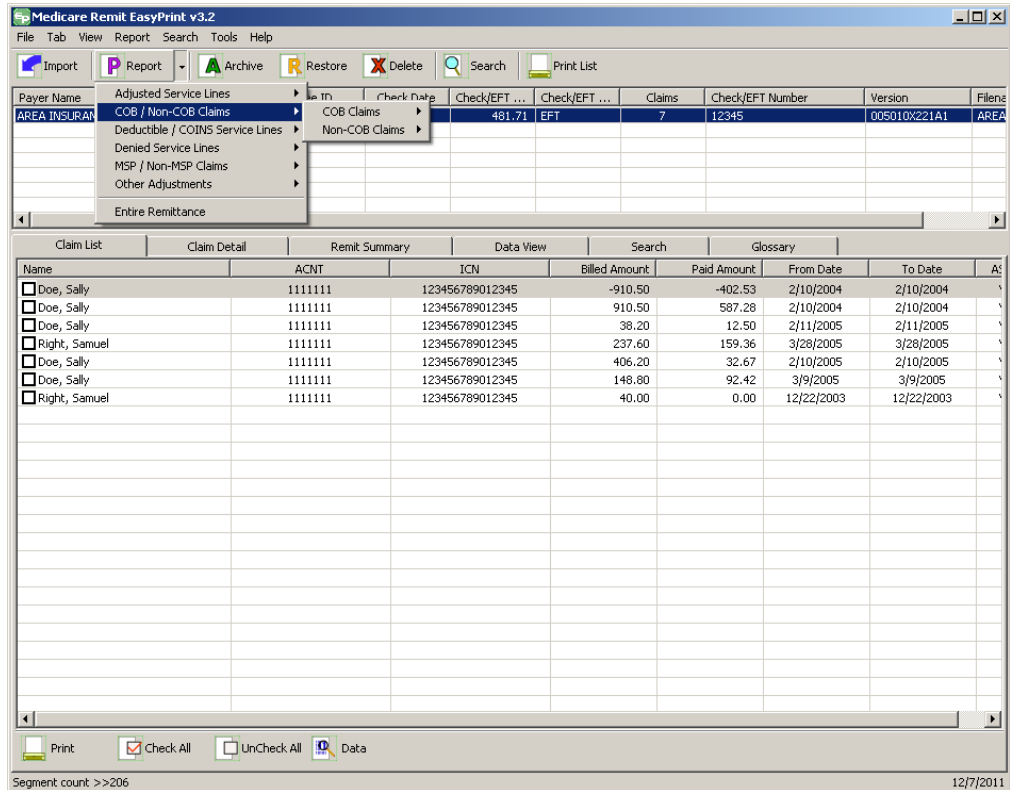 Medicare Remit EasyPrint v3.2
File Tab View Report Search Tools Help
Import Report Archive Restore Delete Search Print List
Payer Name ID Check Date Check/EFT ... Check/EFT ... Claims Check/EFT Number Version Filena
AREA INSURAN 481.71 EFT 7 12345 005010X221A1 AREA
Adjusted Service Lines
COB / Non-COB Claims
Deductible / COINS Service Lines
Denied Service Lines
MSP / Non-MSP Claims
Other Adjustments
Entire Remittance
COB Claims
Non-COB Claims
Claim List Claim Detail Remit Summary Data View Search Glossary
Name ACNT ICN Billed Amount Paid Amount From Date To Date
Doe, Sally 1111111 123456789012345 -910.50 -402.53 2/10/2004 2/10/2004
Doe, Sally 1111111 123456789012345 910.50 587.28 2/10/2004 2/10/2004
Doe, Sally 1111111 123456789012345 38.20 12.50 2/11/2005 2/11/2005
Right, Samuel 1111111 123456789012345 237.60 159.36 3/28/2005 3/28/2005
Doe, Sally 1111111 123456789012345 406.20 32.67 2/10/2005 2/10/2005
Doe, Sally 1111111 123456789012345 148.80 92.42 3/9/2005 3/9/2005
Right, Samuel 1111111 123456789012345 40.00 0.00 12/22/2003 12/22/2003
Print Check All UnCheck All Data
Segment count >>206 12/7/2011